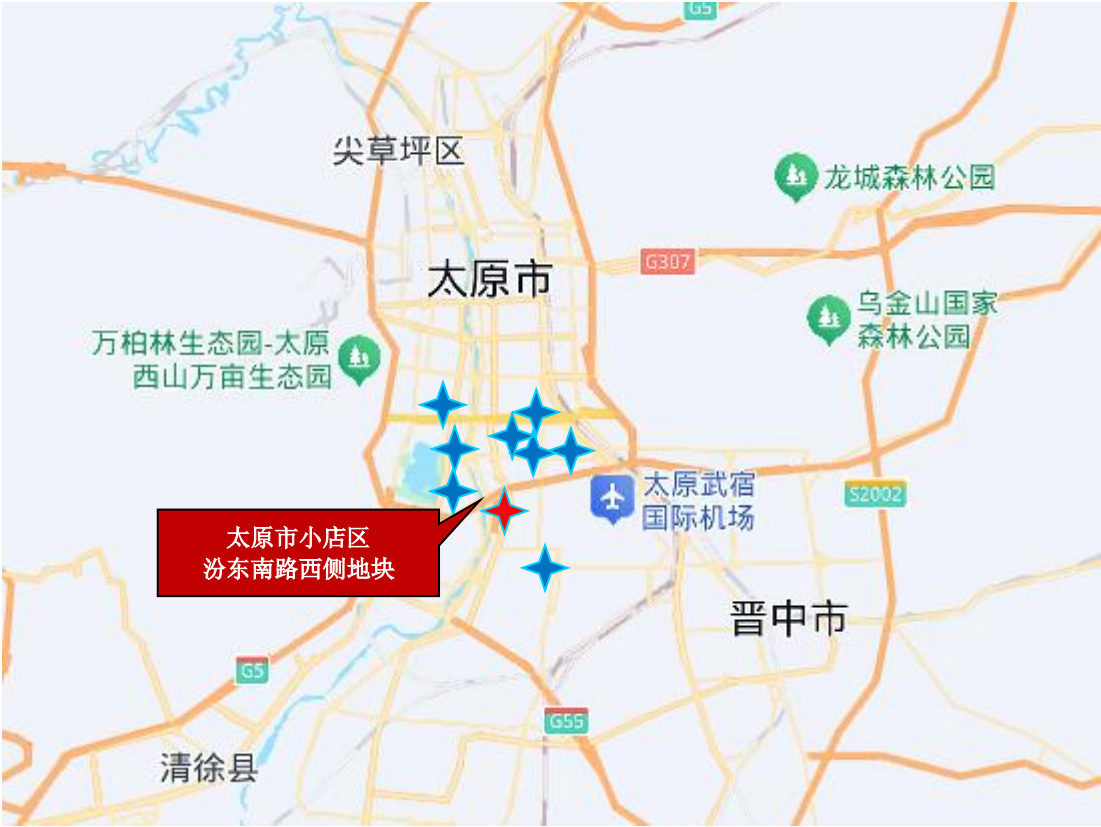 G5
尖草坪区
龙城森林公园
太原市
G307
乌金山国家
森林公园
万柏林生态园-太原
西山万亩生态园
太原武宿
国际机场
S2002
太原市小店区
汾东南路西侧地块
晋中市
G5
G55
清徐县